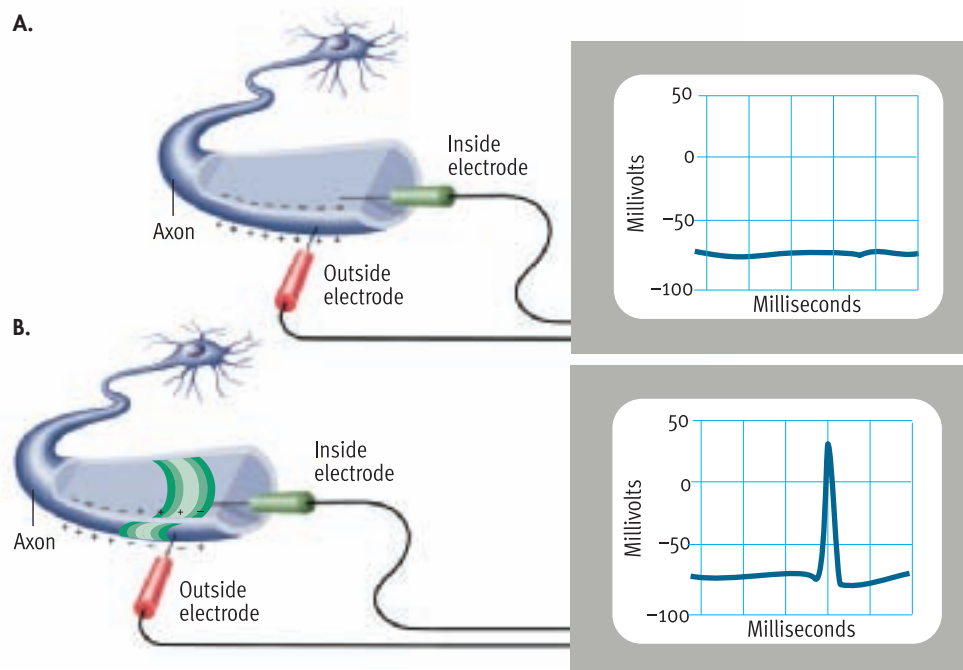 A.
Inside
electrode
Axon
Outside
electrode
50
0
−50
−100
Millivolts
Milliseconds
B.
Inside
electrode
Axon
Outside
electrode
50
0
−50
−100
Millivolts
Milliseconds